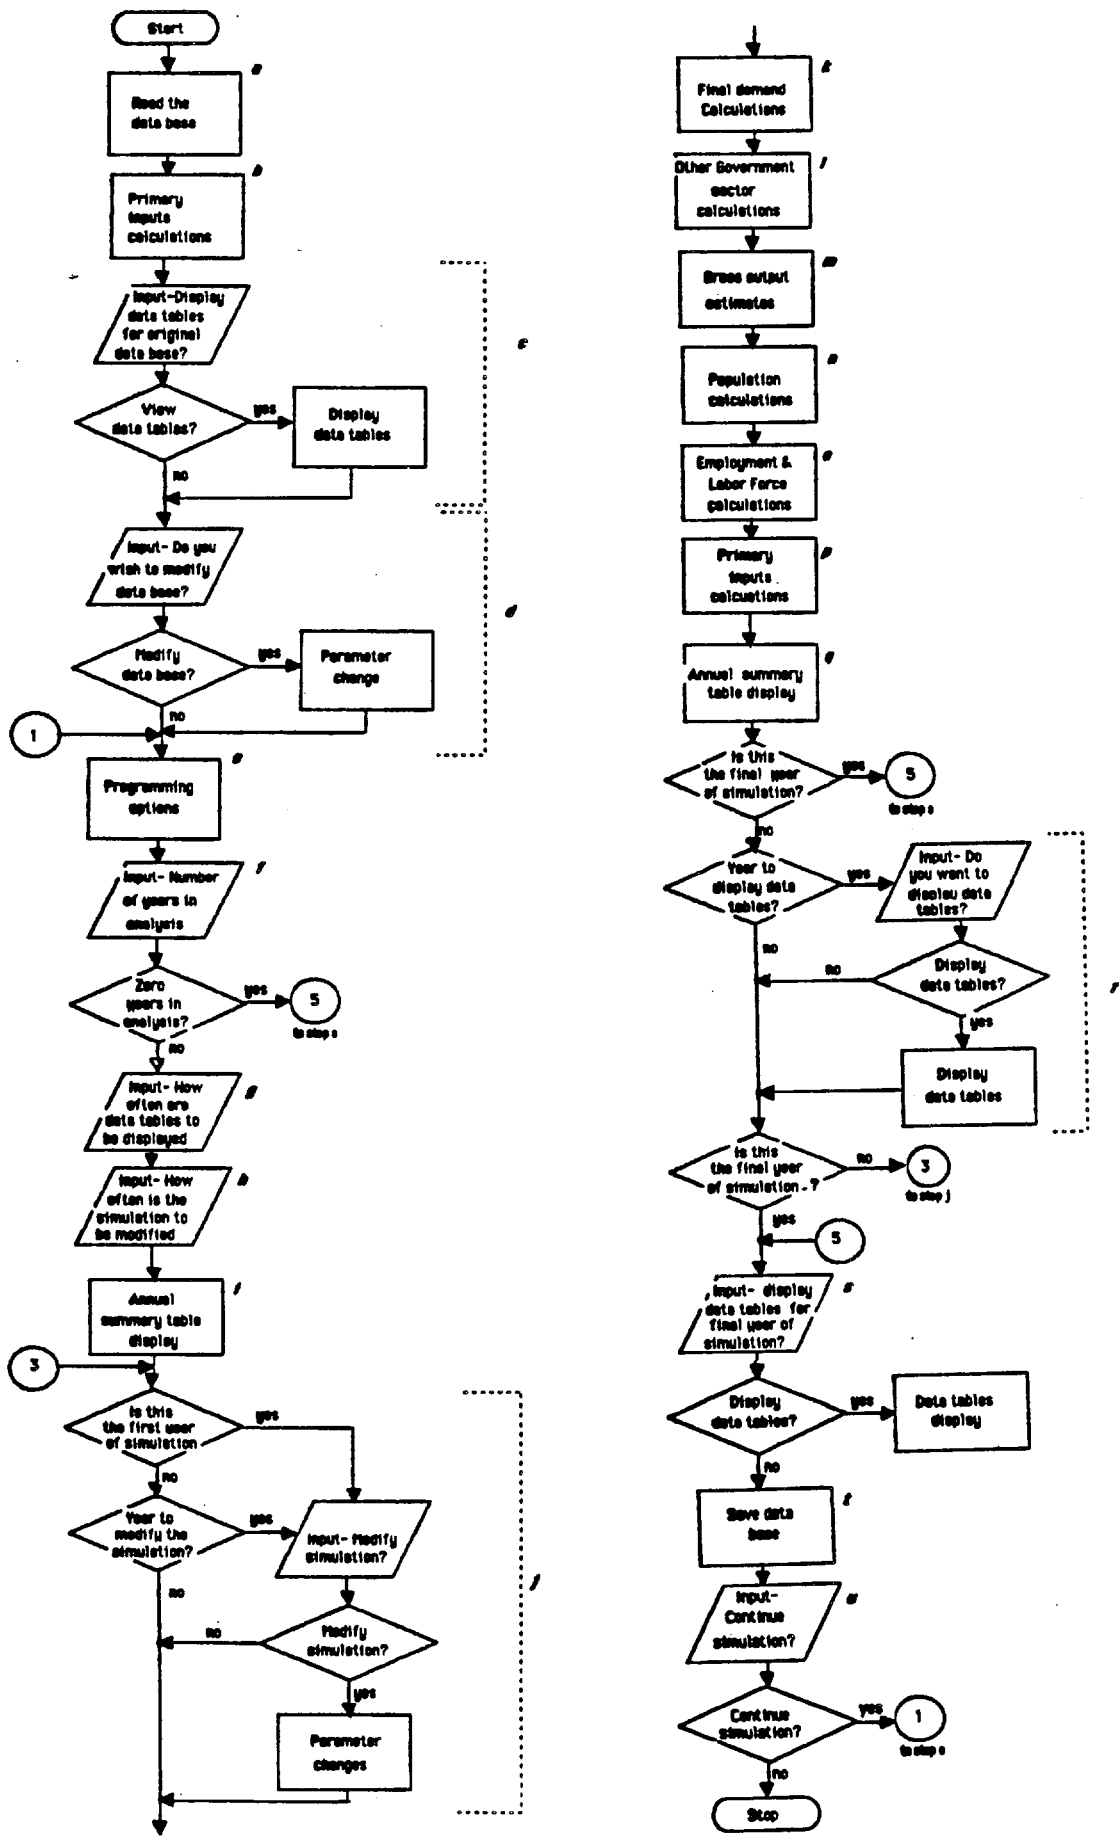 Start
a
Read the
data base
b
Primary
inputs
calculations
Input-Display
data tables
for original
data base?
c
View
data tables?
yes
Display
data tables
no
Input- Do you
wish to modify
data base?
d
Modify
data base?
yes
Parameter
change
no
1
e
Programming
options
f
Input- Number
of years in
analysis
Zero
years in
analysis?
yes
5
to step s
no
g
Input- How
often are
data tables to
be displayed
h
Input- How
often is the
simulation to
be modified
i
Annual
summary table
display
3
Is this
the first year
of simulation
yes
no
Year to
modify the
simulation?
yes
Input- Modify
simulation?
j
no
Modify
simulation?
no
yes
Parameter
changes
k
Final demand
Calculations
l
Other Government
sector
calculations
m
Gross output
estimates
n
Population
calculations
o
Employment &
Labor Force
calculations
p
Primary
inputs
calcuations
q
Annual summary
table display
Is this
the final year
of simulation?
yes
5
to step s
no
Year to
display data
tables?
yes
Input- Do
you want to
display data
tables?
no
no
Display
data tables?
r
yes
Display
data tables
Is this
the final year
of simulation.?
no
3
to step j
yes
5
s
Input- display
data tables for
final year of
simulation?
Display
data tables?
yes
Data tables
display
no
t
Save data
base
u
Input-
Continue
simulation?
Continue
simulation?
yes
1
to step e
no
Stop